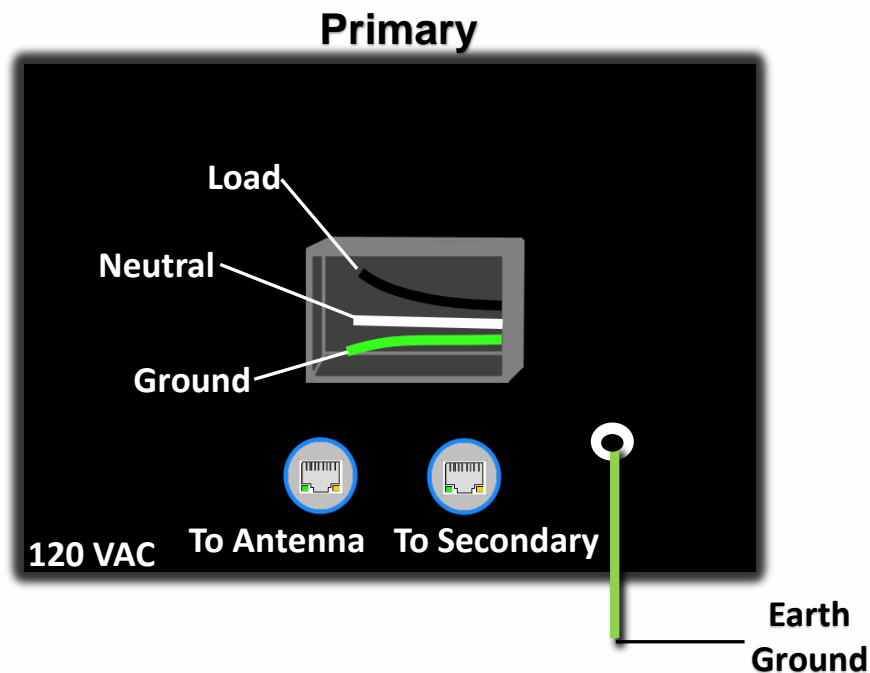 Primary
Load
Neutral
Ground
To Antenna
To Secondary
120 VAC
Earth
Ground